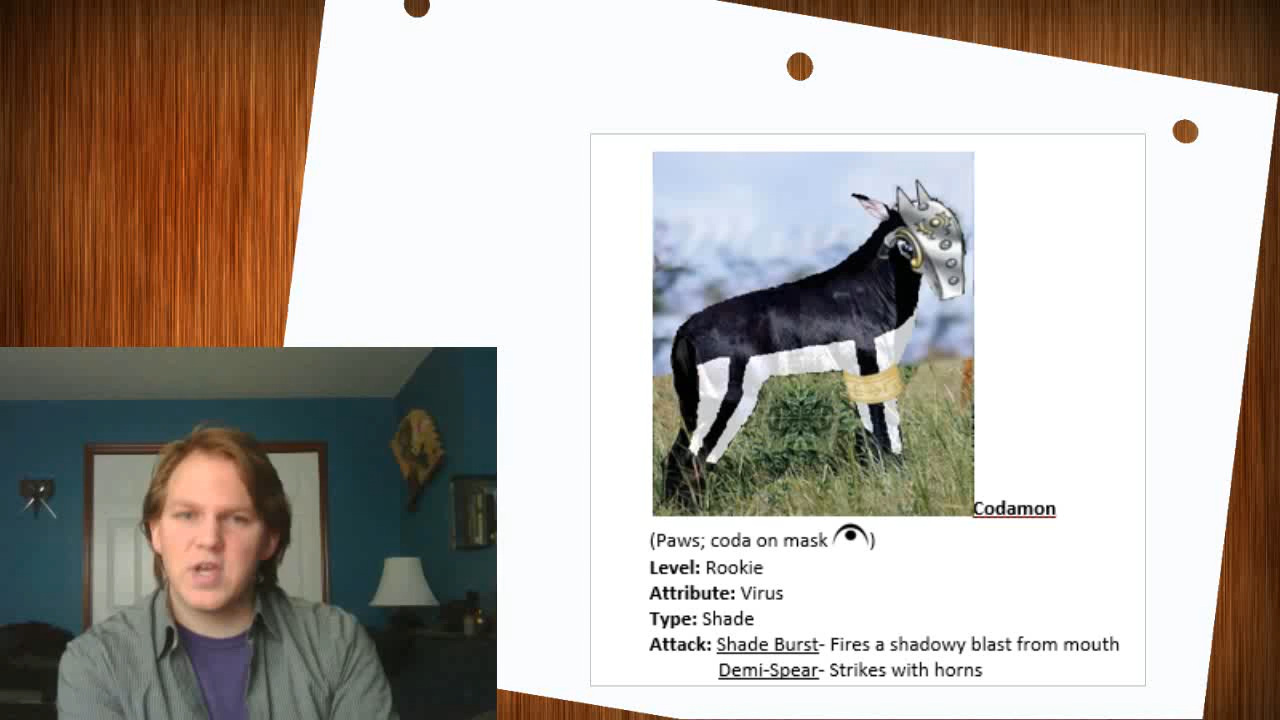 Codamon
(Paws; coda on mask )
Level: Rookie
Attribute: Virus
Type: Shade
Attack: Shade Burst- Fires a shadowy blast from mouth
Demi-Spear- Strikes with horns